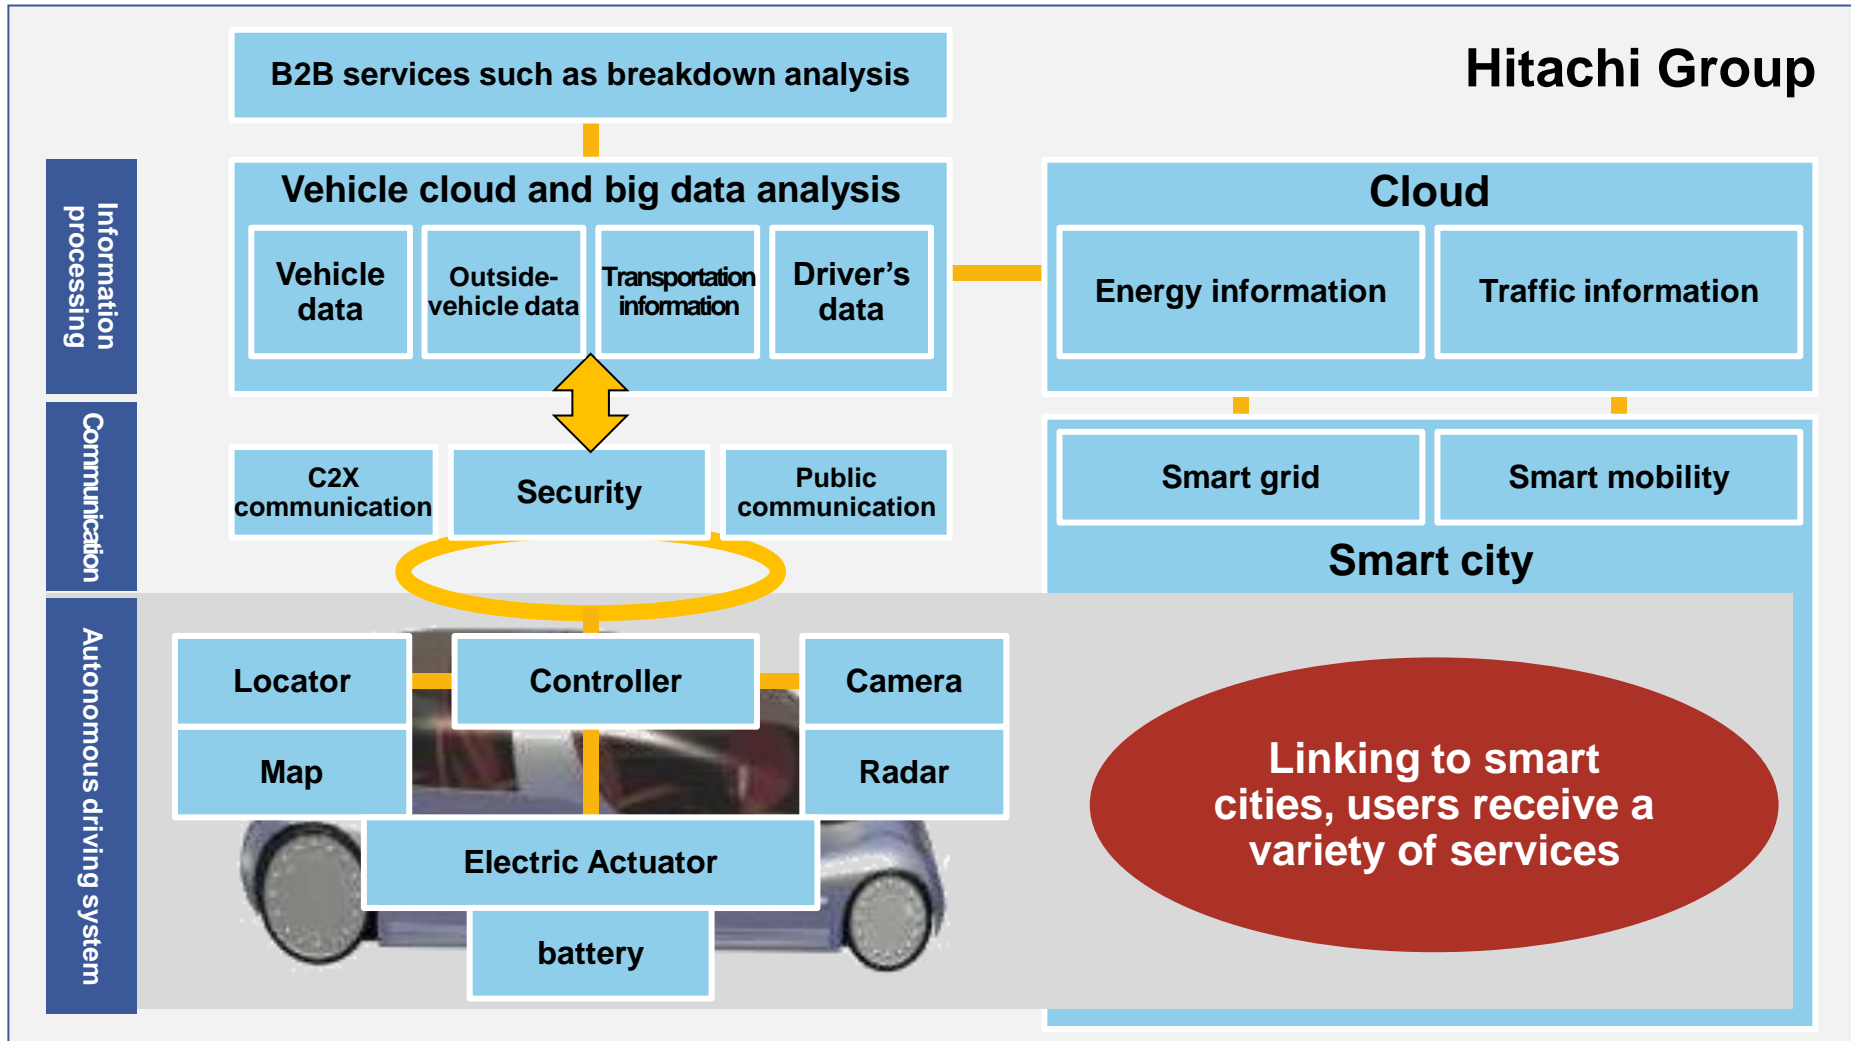 Hitachi Group
B2B services such as breakdown analysis
Information
processing
Vehicle cloud and big data analysis
Vehicle
data
Outside-
vehicle data
Transportation
information
Driver’s
data
Cloud
Energy information
Traffic information
Communication
C2X
communication
Security
Public
communication
Smart grid
Smart mobility
Smart city
Autonomous driving system
Locator
Controller
Camera
Map
Radar
Electric Actuator
battery
Linking to smart
cities, users receive a
variety of services